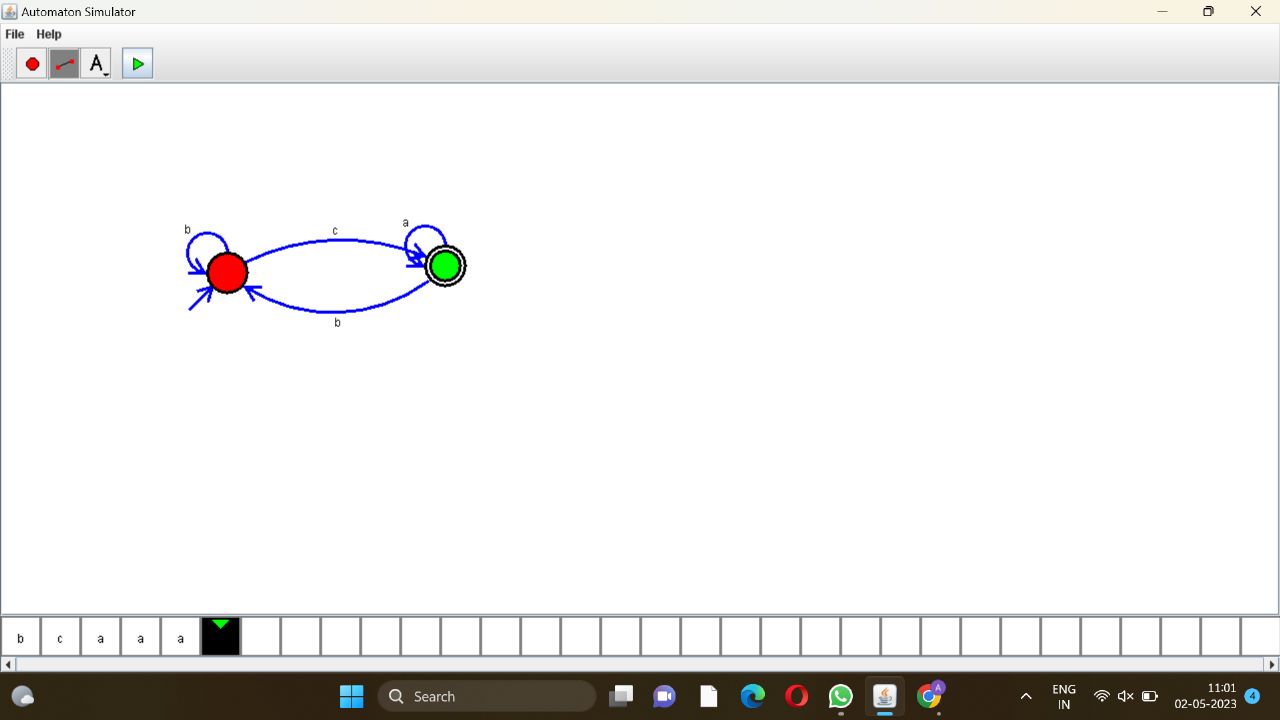 Automaton Simulator
File Help
A
b
c
a
b
b c a a a
Search
A
ENG
IN
11:01
02-05-2023
4